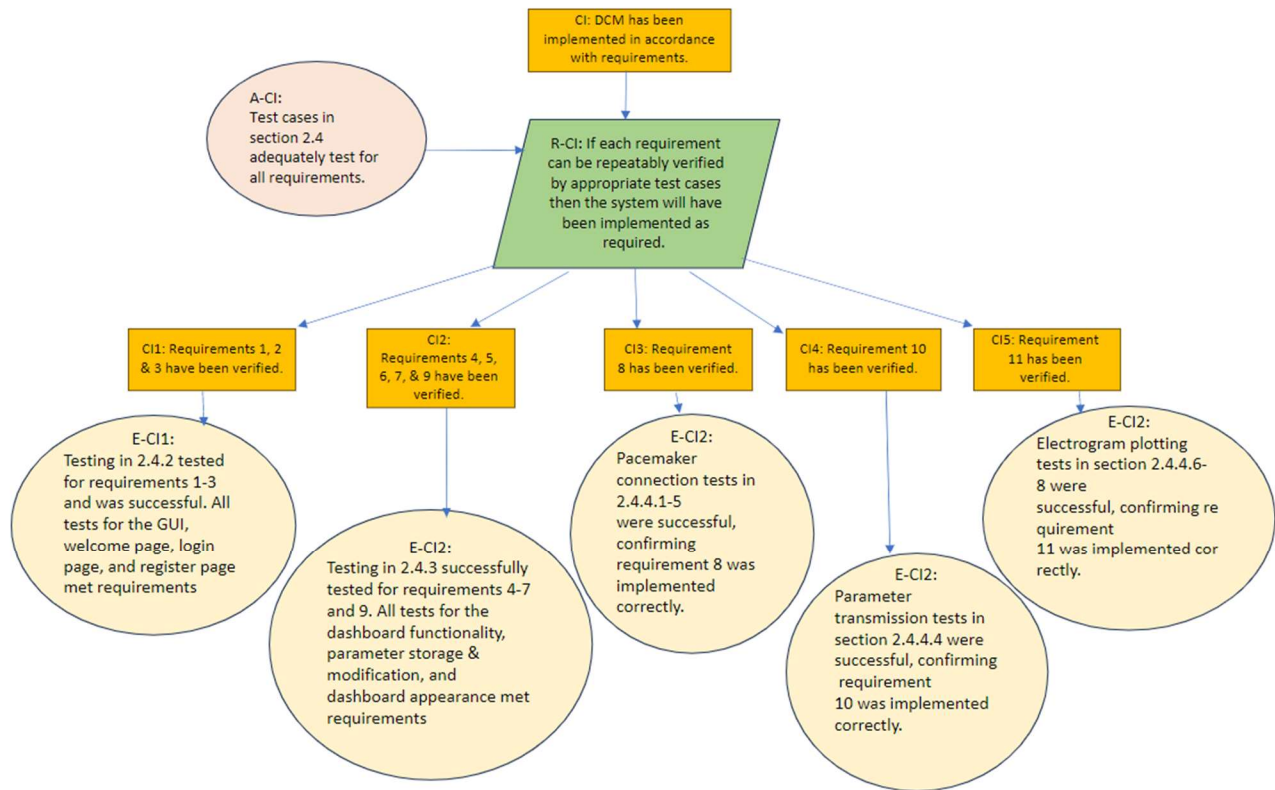 CI: DCM has been
implemented in accordance
with requirements.
A-CI:
Test cases in
section 2.4
adequately test for
all requirements.
R-CI: If each requirement
can be repeatably verified
by appropriate test cases
then the system will have
been implemented as
required.
CI1: Requirements 1, 2
& 3 have been verified.
CI2:
Requirements 4, 5,
6, 7, & 9 have been
verified.
CI3: Requirement
8 has been verified.
CI4: Requirement 10
has been verified.
CI5: Requirement
11 has been
verified.
E-CI1:
Testing in 2.4.2 tested
for requirements 1-3
and was successful. All
tests for the GUI,
welcome page, login
page, and register page
met requirements
E-CI2:
Testing in 2.4.3 successfully
tested for requirements 4-7
and 9. All tests for the
dashboard functionality,
parameter storage &
modification, and
dashboard appearance met
requirements
E-CI2:
Pacemaker
connection tests in
2.4.4.1-5
were successful,
confirming
requirement 8 was
implemented
correctly.
E-CI2:
Parameter
transmission tests in
section 2.4.4.4 were
successful, confirming
requirement
10 was implemented
correctly.
E-CI2:
Electrogram plotting
tests in section 2.4.4.6-
8 were
successful, confirming re
quirement
11 was implemented cor
rectly.